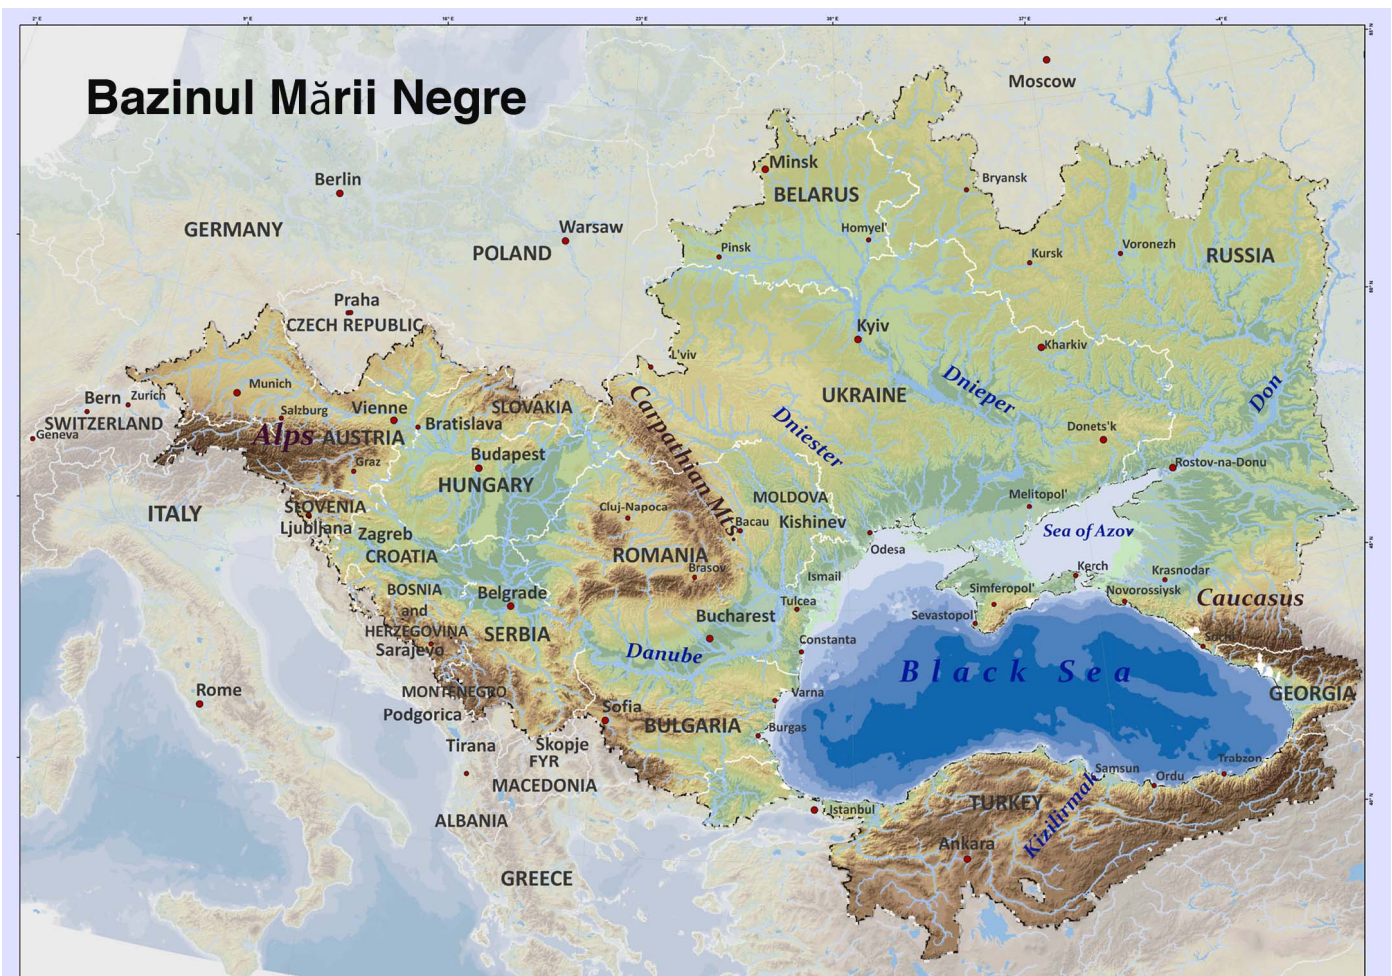 Bazinul Mării Negre
Moscow
Minsk
BELARUS
Bryansk
Berlin
GERMANY
POLAND
Warsaw
Pinsk
Homyel'
Kursk
Voronezh
RUSSIA
Praha
CZECH REPUBLIC
Kyiv
Kharkiv
L'viv
UKRAINE
Dnieper
Don
Dniester
Donets'k
Rostov-na-Donu
Bern
Zurich
SWITZERLAND
Geneva
Munich
Salzburg
Alps
AUSTRIA
Vienne
Bratislava
SLOVAKIA
Carpathian Mts.
Graz
Budapest
HUNGARY
ITALY
SLOVENIA
Ljubljana
Zagreb
CROATIA
Cluj-Napoca
ROMANIA
Brasov
Bacau
MOLDOVA
Kishinev
Odesa
Melitopol'
Sea of Azov
Ismail
Tulcea
Kerch
Simferopol'
Sevastopol'
Krasnodar
Novorossiysk
Caucasus
Sochi
BOSNIA
and
HERZEGOVINA
Sarajevo
Belgrade
SERBIA
Bucharest
Danube
Constanta
Black Sea
GEORGIA
Rome
MONTENEGRO
Podgorica
Tirana
Skopje
FYR
MACEDONIA
ALBANIA
Sofia
BULGARIA
Varna
Burgas
Istanbul
Samsun
Ordu
Trabzon
TURKEY
Kizilirmak
Ankara
GREECE